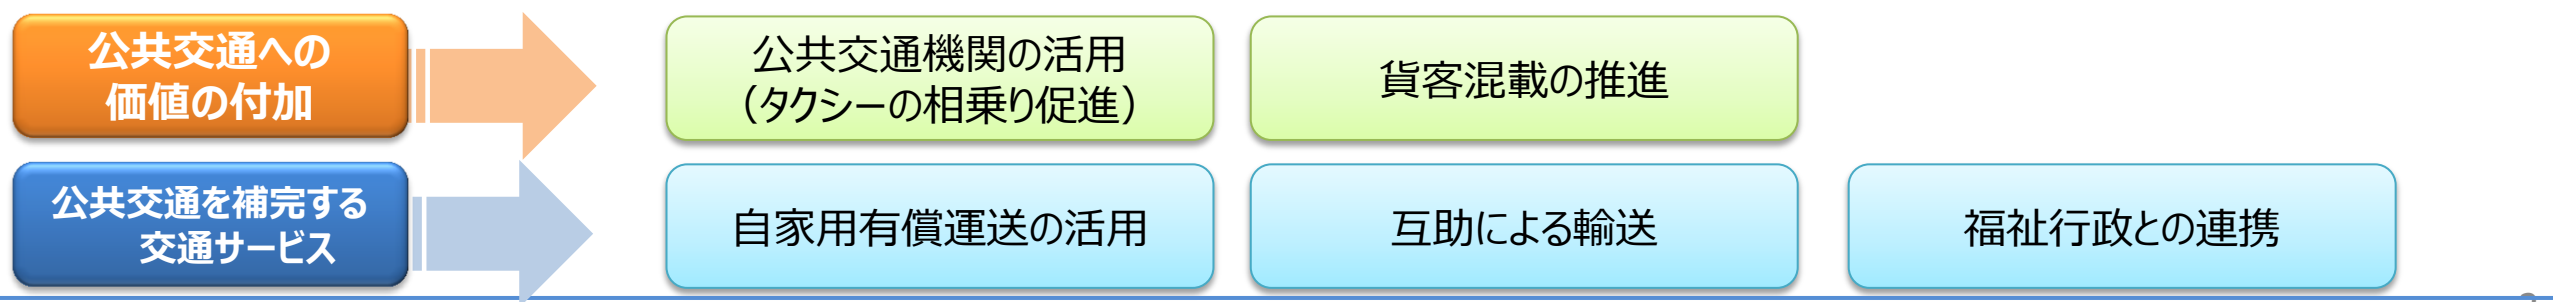 公共交通への
価値の付加
公共交通機関の活用
（タクシーの相乗り促進）
貨客混載の推進
公共交通を補完する
交通サービス
自家用有償運送の活用
互助による輸送
福祉行政との連携